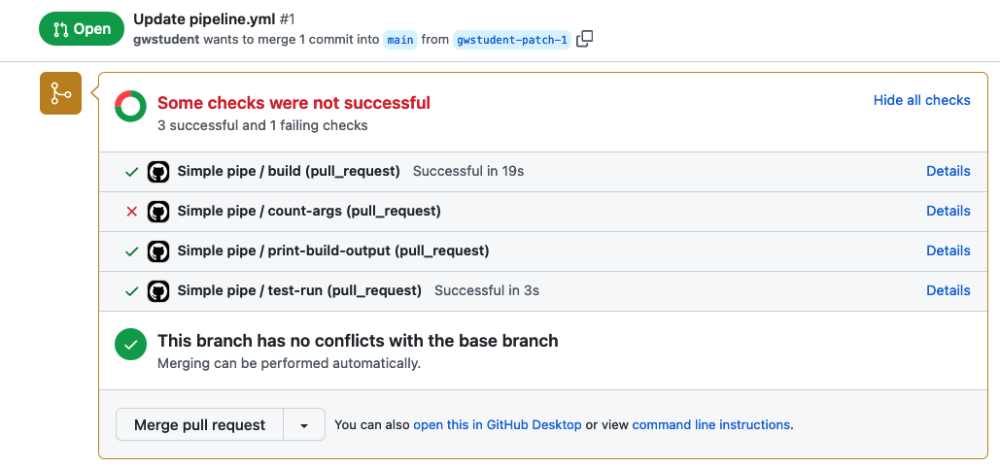 Open
Update pipeline.yml #1
gwstudent wants to merge 1 commit into main from gwstudent-patch-1
Some checks were not successful
3 successful and 1 failing checks
Hide all checks
Simple pipe / build (pull_request) Successful in 19s Details
Simple pipe / count-args (pull_request) Details
Simple pipe / print-build-output (pull_request) Details
Simple pipe / test-run (pull_request) Successful in 3s Details
This branch has no conflicts with the base branch
Merging can be performed automatically.
Merge pull request You can also open this in GitHub Desktop or view command line instructions.